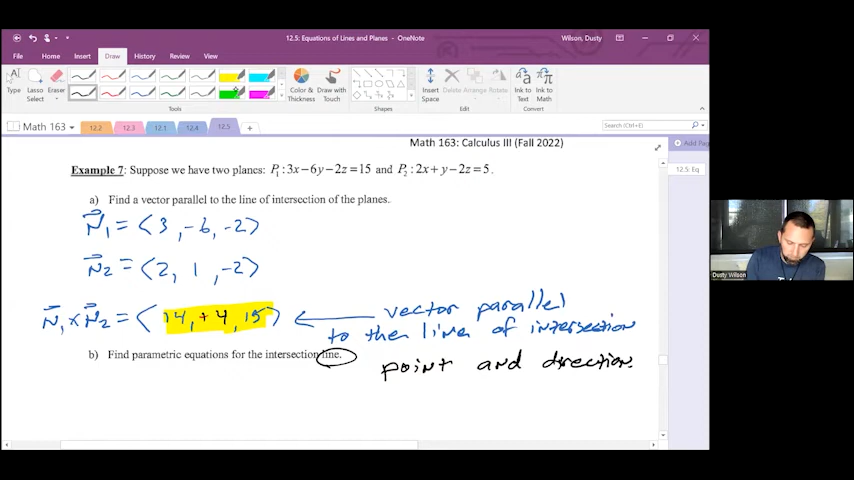 12.5: Equations of Lines and Planes - OneNote
Wilson, Dusty
File Home Insert Draw History Review View
Type
Lasso Select
Eraser
Tools
Color & Thickness
Draw with Touch
Shapes
Insert Space
Delete
Arrange
Rotate
Edit
Ink to Text
Ink to Math
Convert
Math 163
12.2 12.3 12.1 12.4 12.5 +
Search (Ctrl+E)
Math 163: Calculus III (Fall 2022)
Add Pa
12.5: Eq
Example 7: Suppose we have two planes: P₁ : 3x − 6y − 2z = 15 and P₂ : 2x + y − 2z = 5.
a) Find a vector parallel to the line of intersection of the planes.
N₁ = ⟨3, -6, -2⟩
N₂ = ⟨2, 1, -2⟩
N₁ × N₂ = ⟨14, +4, 15⟩ ← vector parallel
to then line of intersection
b) Find parametric equations for the intersection line.
point and direction.
Dusty Wilson